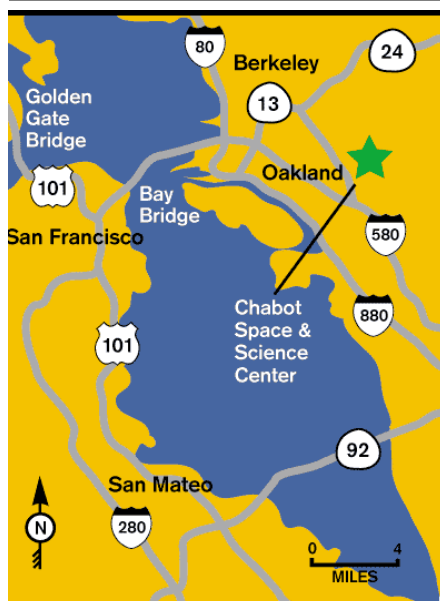 80
24
Berkeley
Golden
Gate
Bridge
13
Oakland
101
Bay
Bridge
San Francisco
580
Chabot
Space &
Science
Center
880
101
92
San Mateo
280
N
0 4
MILES